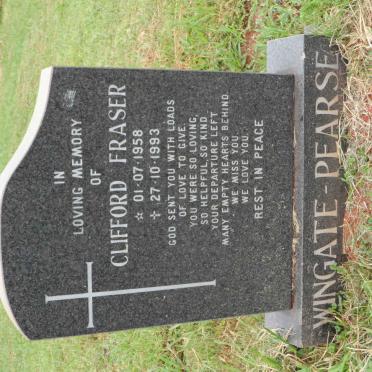 IN
LOVING MEMORY
OF
CLIFFORD FRASER
☆ 01-07-1958
✝ 27-10-1993
GOD SENT YOU WITH LOADS
OF LOVE TO GIVE.
YOU WERE SO LOVING,
SO HELPFUL, SO KIND.
YOUR DEPARTURE LEFT
MANY EMPTY HEARTS BEHIND
WE MISS YOU
WE LOVE YOU.
REST IN PEACE
WINGATE-PEARSE